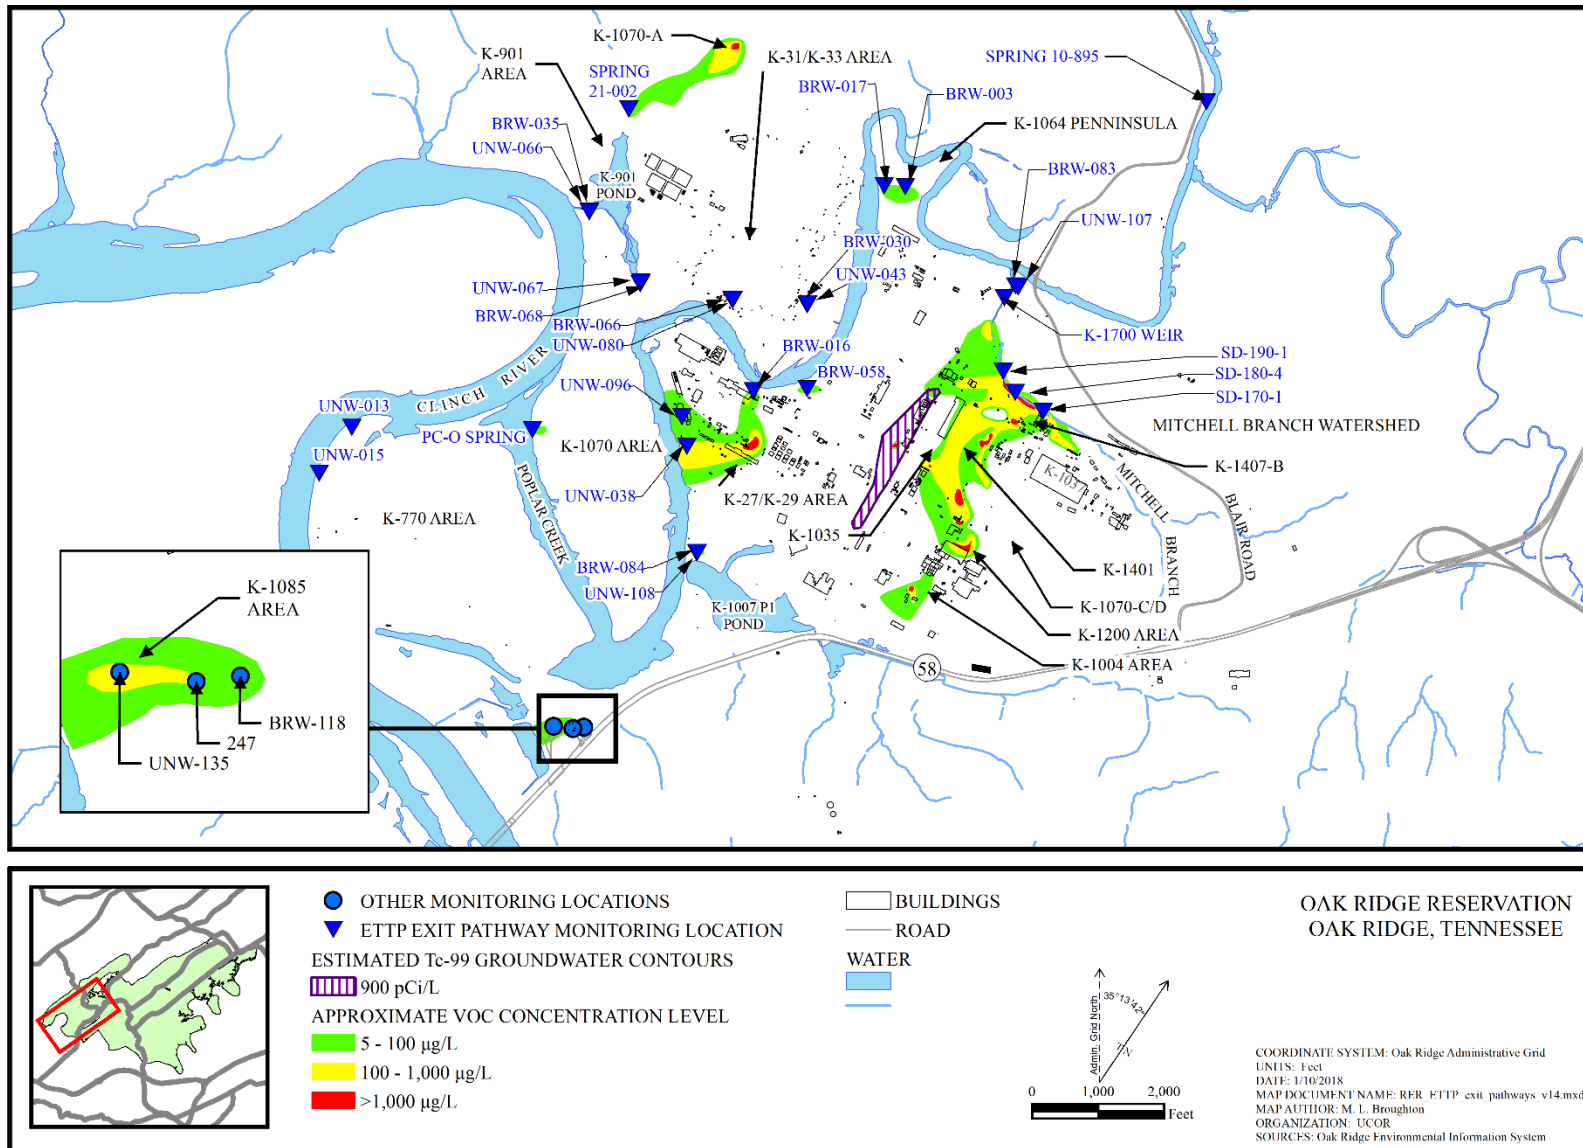 K-1070-A
K-901
AREA
SPRING
21-002
K-31/K-33 AREA
SPRING 10-895
BRW-017
BRW-003
BRW-035
UNW-066
K-1064 PENNINSULA
BRW-083
K-901
POND
UNW-107
BRW-030
UNW-043
UNW-067
BRW-068
BRW-066
UNW-080
K-1700 WEIR
BRW-016
SD-190-1
BRW-058
SD-180-4
UNW-096
SD-170-1
CLINCH RIVER
UNW-013
PC-O SPRING
K-1070 AREA
MITCHELL BRANCH WATERSHED
UNW-015
K-1407-B
K-1037
MITCHELL
BRANCH
UNW-038
K-27/K-29 AREA
POPLAR CREEK
K-770 AREA
BLAIR ROAD
K-1035
BRW-084
K-1401
UNW-108
K-1085
AREA
K-1007 P1
POND
K-1070-C/D
K-1200 AREA
K-1004 AREA
58
BRW-118
247
UNW-135
OTHER MONITORING LOCATIONS
ETTP EXIT PATHWAY MONITORING LOCATION
ESTIMATED Tc-99 GROUNDWATER CONTOURS
900 pCi/L
APPROXIMATE VOC CONCENTRATION LEVEL
5 - 100 µg/L
100 - 1,000 µg/L
>1,000 µg/L
BUILDINGS
ROAD
WATER
OAK RIDGE RESERVATION
OAK RIDGE, TENNESSEE
Admin. Grid North
35°13'42"
T-N
0 1,000 2,000
Feet
COORDINATE SYSTEM: Oak Ridge Administrative Grid
UNITS: Feet
DATE: 1/10/2018
MAP DOCUMENT NAME: RER_ETTP_exit_pathways_v14.mxd
MAP AUTHOR: M. L. Broughton
ORGANIZATION: UCOR
SOURCES: Oak Ridge Environmental Information System